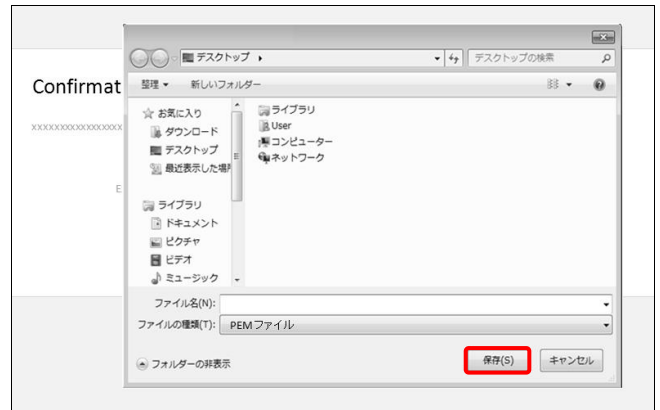 デスクトップ
デスクトップの検索
整理
新しいフォルダー
Confirmat
xxxxxxxxxxxxxxxxx
E
お気に入り
ダウンロード
デスクトップ
最近表示した場所
ライブラリ
ドキュメント
ピクチャ
ビデオ
ミュージック
ライブラリ
User
コンピューター
ネットワーク
ファイル名(N):
ファイルの種類(T): PEMファイル
フォルダーの非表示
保存(S)
キャンセル